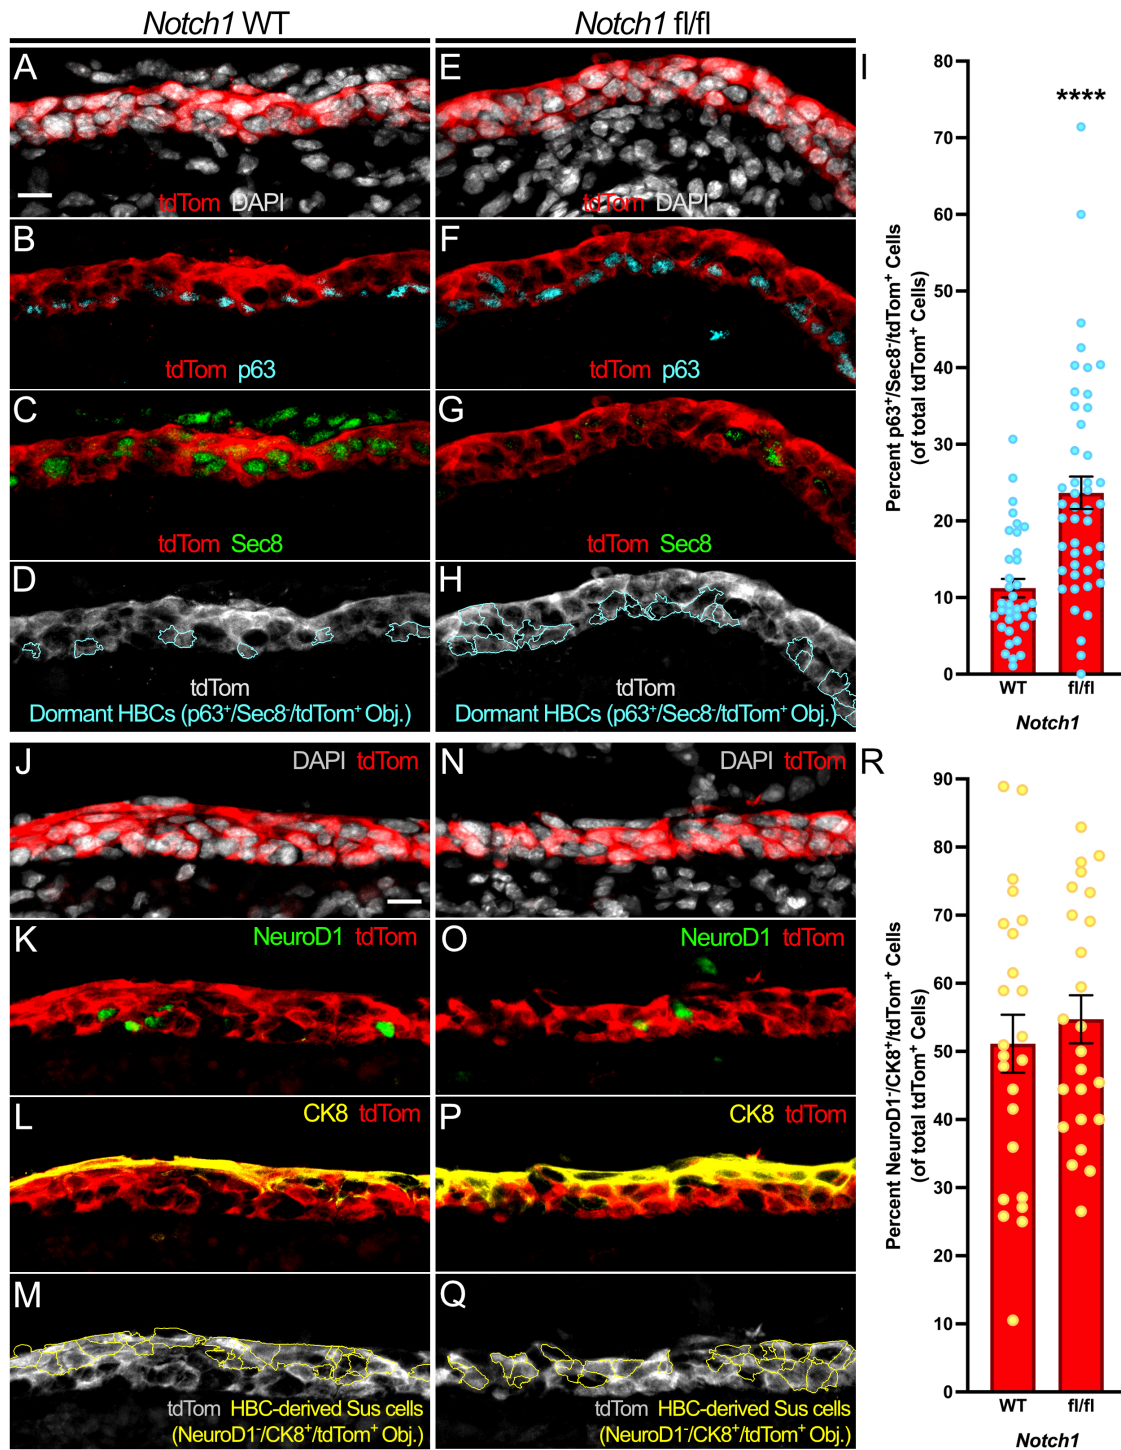 Notch1 WT
Notch1 fl/fl
A
tdTom DAPI
E
tdTom DAPI
B
tdTom p63
F
tdTom p63
C
tdTom Sec8
G
tdTom Sec8
D
tdTom
Dormant HBCs (p63⁺/Sec8⁻/tdTom⁺ Obj.)
H
tdTom
Dormant HBCs (p63⁺/Sec8⁻/tdTom⁺ Obj.)
I
Percent p63⁺/Sec8⁻/tdTom⁺ Cells
(of total tdTom⁺ Cells)
80
70
60
50
40
30
20
10
0
****
WT fl/fl
Notch1
J
DAPI tdTom
N
DAPI tdTom
K
NeuroD1 tdTom
O
NeuroD1 tdTom
L
CK8 tdTom
P
CK8 tdTom
M
tdTom HBC-derived Sus cells
(NeuroD1⁻/CK8⁺/tdTom⁺ Obj.)
Q
tdTom HBC-derived Sus cells
(NeuroD1⁻/CK8⁺/tdTom⁺ Obj.)
R
Percent NeuroD1⁻/CK8⁺/tdTom⁺ Cells
(of total tdTom⁺ Cells)
90
80
70
60
50
40
30
20
10
0
WT fl/fl
Notch1